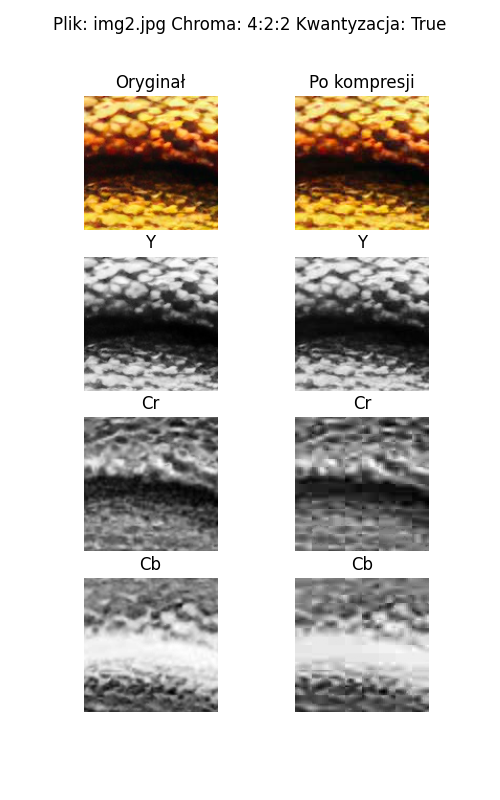 Plik: img2.jpg Chroma: 4:2:2 Kwantyzacja: True
Oryginał
Po kompresji
Y
Y
Cr
Cr
Cb
Cb